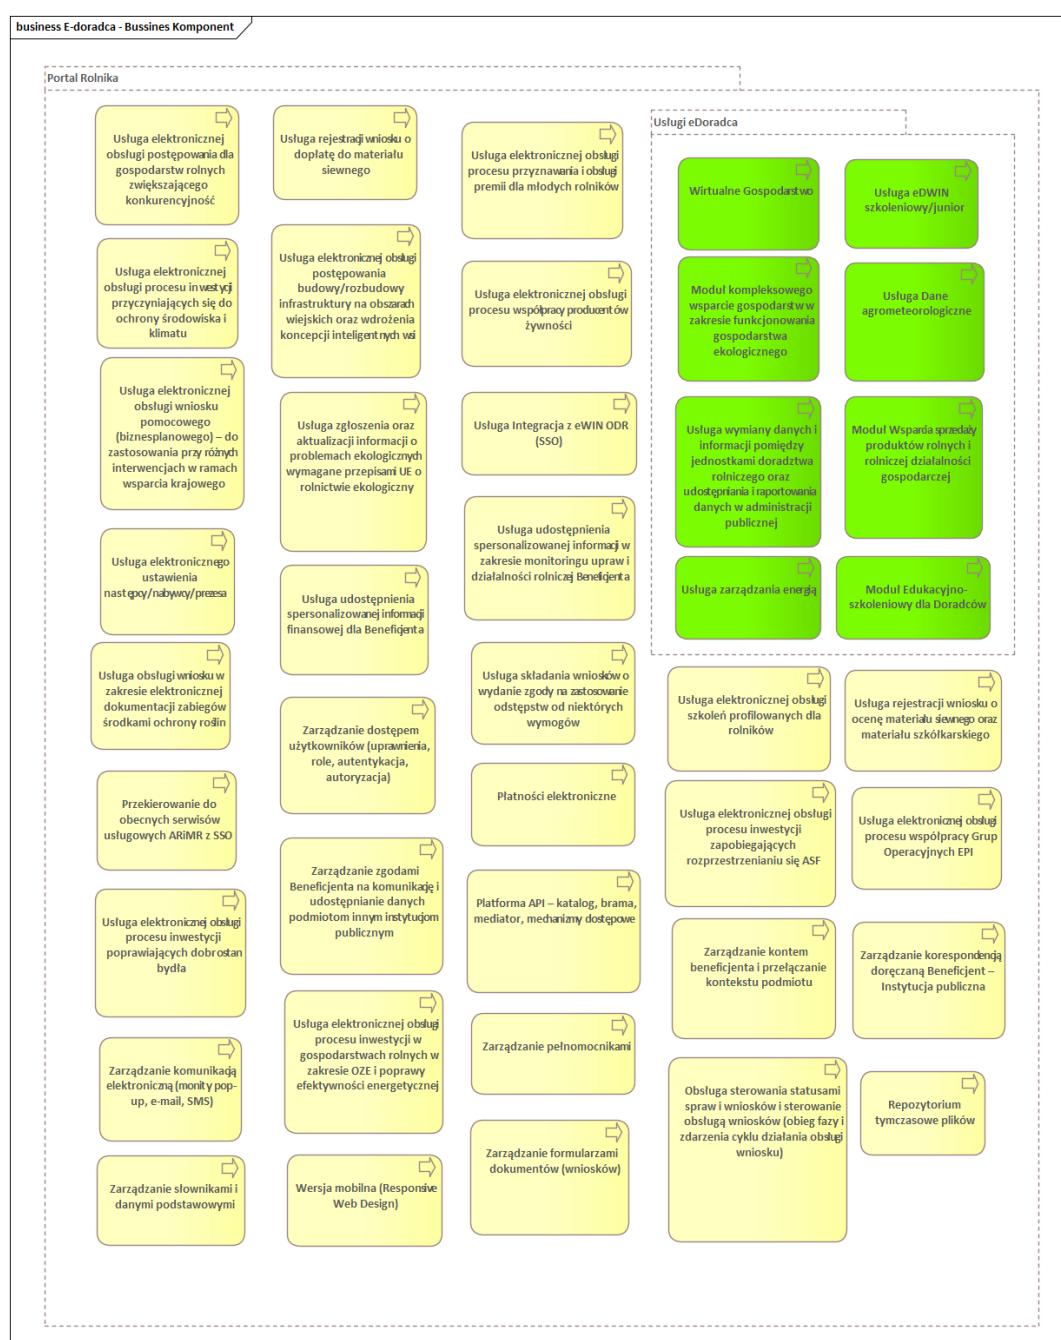 business E-doradca - Bussines Komponent
Portal Rolnika
Usługa elektronicznej
obsługi postępowania dla
gospodarstw rolnych
zwiększającego
konkurencyjność
Usługa elektronicznej
obsługi procesu inwestycji
przyczyniających się do
ochrony środowiska i
klimatu
Usługa elektronicznej
obsługi wniosku
pomocowego
(biznesplanowego) – do
zastosowania przy różnych
interwencjach w ramach
wsparcia krajowego
Usługa elektronicznego
ustawienia
następcy/nabywcy/prezesa
Usługa obsługi wniosku w
zakresie elektronicznej
dokumentacji zabiegów
środkami ochrony roślin
Przekierowanie do
obecnych serwisów
usługowych ARiMR z SSO
Usługa elektronicznej obsługi
procesu inwestycji
poprawiających dobrostan
bydła
Zarządzanie komunikacją
elektroniczną (monity pop-
up, e-mail, SMS)
Zarządzanie słownikami i
danymi podstawowymi
Usługa rejestracji wniosku o
dopłatę do materiału
siewnego
Usługa elektronicznej obsługi
postępowania
budowy/rozbudowy
infrastruktury na obszarach
wiejskich oraz wdrożenia
koncepcji inteligentnych wsi
Usługa zgłoszenia oraz
aktualizacji informacji o
problemach ekologicznych
wymagane przepisami UE o
rolnictwie ekologiczny
Usługa udostępnienia
spersonalizowanej informacji
finansowej dla Beneficjenta
Zarządzanie dostępem
użytkowników (uprawnienia,
role, autentykacja,
autoryzacja)
Zarządzanie zgodami
Beneficjenta na komunikację i
udostępnianie danych
podmiotom innym instytucjom
publicznym
Usługa elektronicznej obsługi
procesu inwestycji w
gospodarstwach rolnych w
zakresie OZE i poprawy
efektywności energetycznej
Wersja mobilna (Responsive
Web Design)
Usługa elektronicznej obsługi
procesu przyznawania i obsługi
premii dla młodych rolników
Usługa elektronicznej obsługi
procesu współpracy producentów
żywności
Usługa Integracja z eWIN ODR
(SSO)
Usługa udostępnienia
spersonalizowanej informacji w
zakresie monitoringu upraw i
działalności rolniczej Beneficjenta
Usługa składania wniosków o
wydanie zgody na zastosowanie
odstępstw od niektórych
wymogów
Płatności elektroniczne
Platforma API – katalog, brama,
mediator, mechanizmy dostępowe
Zarządzanie pełnomocnikami
Zarządzanie formularzami
dokumentów (wniosków)
Usługi eDoradca
Wirtualne Gospodarstwo
Usługa eDWIN
szkoleniowy/junior
Moduł kompleksowego
wsparcie gospodarstw w
zakresie funkcjonowania
gospodarstwa
ekologicznego
Usługa Dane
agrometeorologiczne
Usługa wymiany danych i
informacji pomiędzy
jednostkami doradztwa
rolniczego oraz
udostępniania i raportowania
danych w administracji
publicznej
Moduł Wsparcia sprzedaży
produktów rolnych i
rolniczej działalności
gospodarczej
Usługa zarządzania energią
Moduł Edukacyjno-
szkoleniowy dla Doradców
Usługa elektronicznej obsługi
szkoleń profilowanych dla
rolników
Usługa rejestracji wniosku o
ocenę materiału siewnego oraz
materiału szkółkarskiego
Usługa elektronicznej obsługi
procesu inwestycji
zapobiegających
rozprzestrzenianiu się ASF
Usługa elektronicznej obsługi
procesu współpracy Grup
Operacyjnych EPI
Zarządzanie kontem
beneficjenta i przełączanie
kontekstu podmiotu
Zarządzanie korespondencją
doręczaną Beneficjent –
Instytucja publiczna
Obsługa sterowania statusami
spraw i wniosków i sterowanie
obsługą wniosków (obieg fazy i
zdarzenia cyklu działania obsługi
wniosku)
Repozytorium
tymczasowe plików